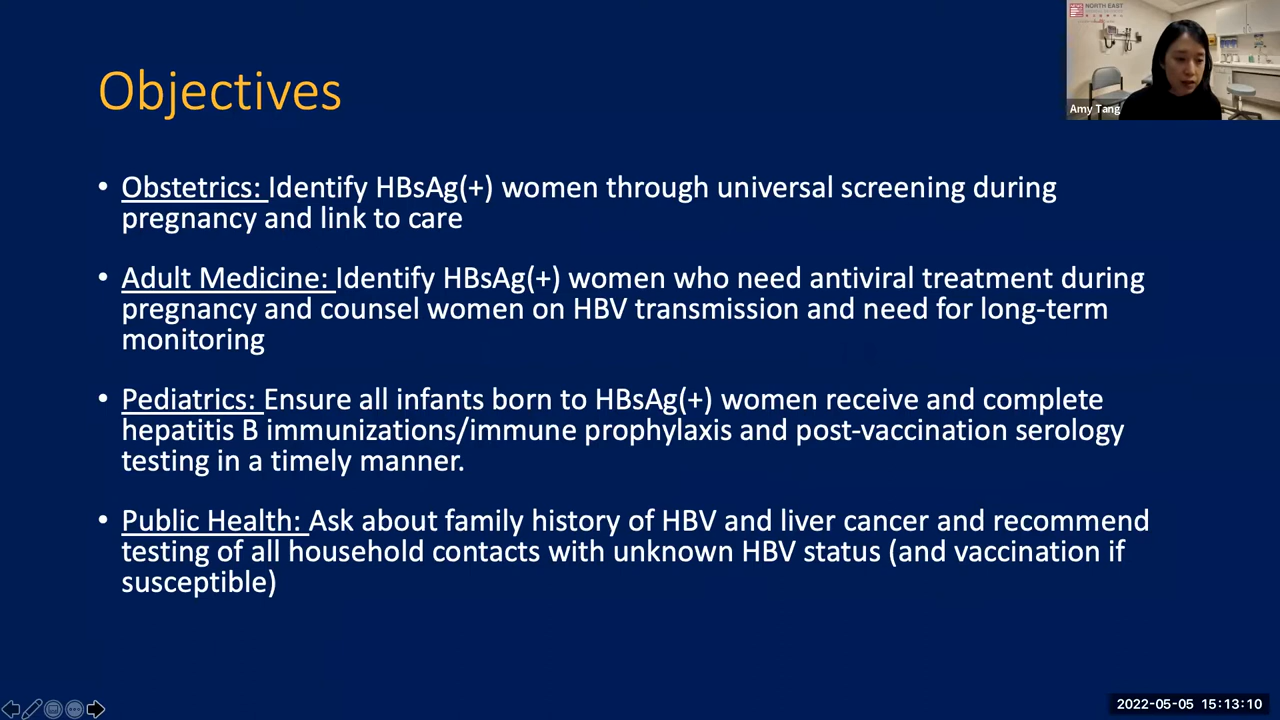 NORTH EAST
Amy Tang
Objectives
• Obstetrics: Identify HBsAg(+) women through universal screening during
pregnancy and link to care
• Adult Medicine: Identify HBsAg(+) women who need antiviral treatment during
pregnancy and counsel women on HBV transmission and need for long-term
monitoring
• Pediatrics: Ensure all infants born to HBsAg(+) women receive and complete
hepatitis B immunizations/immune prophylaxis and post-vaccination serology
testing in a timely manner.
• Public Health: Ask about family history of HBV and liver cancer and recommend
testing of all household contacts with unknown HBV status (and vaccination if
susceptible)
2022-05-05 15:13:10